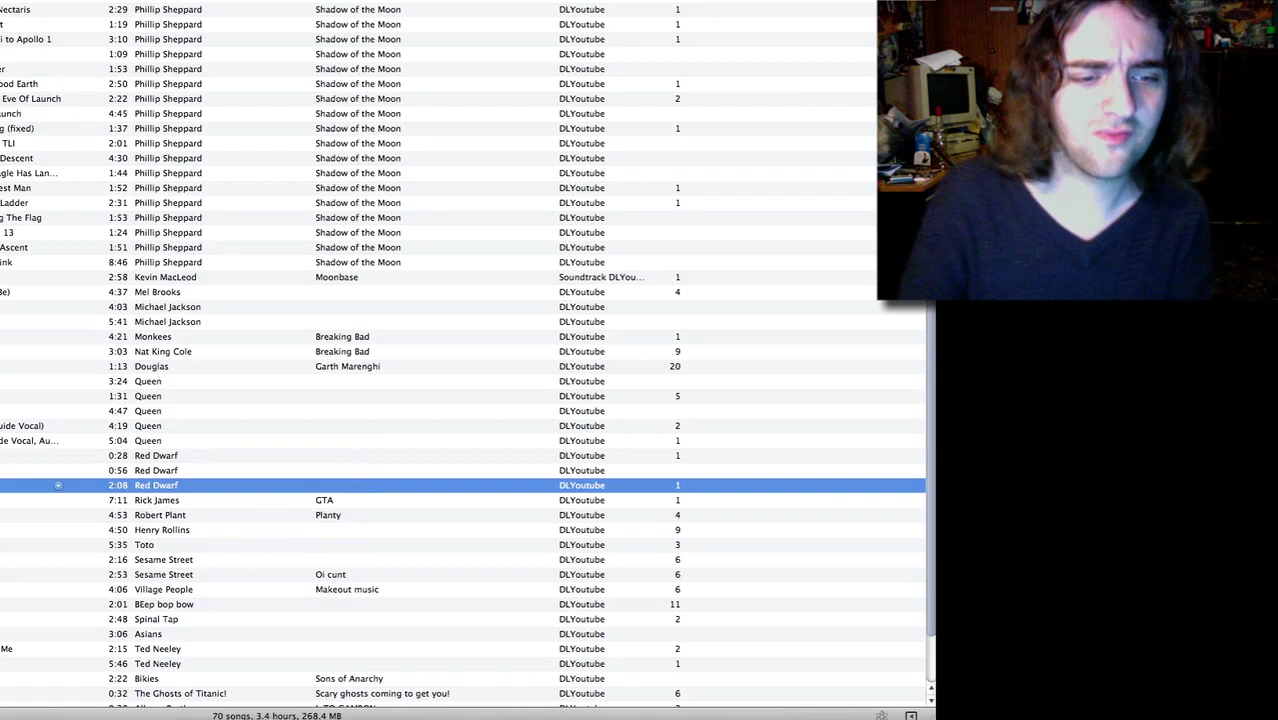 Nectaris 2:29 Phillip Sheppard Shadow of the Moon DLYoutube 1
t 1:19 Phillip Sheppard Shadow of the Moon DLYoutube 1
i to Apollo 1 3:10 Phillip Sheppard Shadow of the Moon DLYoutube 1
1:09 Phillip Sheppard Shadow of the Moon DLYoutube
er 1:53 Phillip Sheppard Shadow of the Moon DLYoutube
ood Earth 2:50 Phillip Sheppard Shadow of the Moon DLYoutube 1
Eve Of Launch 2:22 Phillip Sheppard Shadow of the Moon DLYoutube 2
aunch 4:45 Phillip Sheppard Shadow of the Moon DLYoutube
g (fixed) 1:37 Phillip Sheppard Shadow of the Moon DLYoutube 1
TLI 2:01 Phillip Sheppard Shadow of the Moon DLYoutube
Descent 4:30 Phillip Sheppard Shadow of the Moon DLYoutube
gle Has Lan... 1:44 Phillip Sheppard Shadow of the Moon DLYoutube
est Man 1:52 Phillip Sheppard Shadow of the Moon DLYoutube 1
Ladder 2:31 Phillip Sheppard Shadow of the Moon DLYoutube 1
g The Flag 1:53 Phillip Sheppard Shadow of the Moon DLYoutube
13 1:24 Phillip Sheppard Shadow of the Moon DLYoutube
Ascent 1:51 Phillip Sheppard Shadow of the Moon DLYoutube
ink 8:46 Phillip Sheppard Shadow of the Moon DLYoutube
2:58 Kevin MacLeod Moonbase Soundtrack DLYou... 1
Be) 4:37 Mel Brooks DLYoutube 4
4:03 Michael Jackson DLYoutube
5:41 Michael Jackson DLYoutube
4:21 Monkees Breaking Bad DLYoutube 1
3:03 Nat King Cole Breaking Bad DLYoutube 9
1:13 Douglas Garth Marenghi DLYoutube 20
3:24 Queen DLYoutube
1:31 Queen DLYoutube 5
4:47 Queen DLYoutube
uide Vocal) 4:19 Queen DLYoutube 2
de Vocal, Au... 5:04 Queen DLYoutube 1
0:28 Red Dwarf DLYoutube 1
0:56 Red Dwarf DLYoutube
2:08 Red Dwarf DLYoutube 1
7:11 Rick James GTA DLYoutube 1
4:53 Robert Plant Planty DLYoutube 4
4:50 Henry Rollins DLYoutube 9
5:35 Toto DLYoutube 3
2:16 Sesame Street DLYoutube 6
2:53 Sesame Street Oi cunt DLYoutube 6
4:06 Village People Makeout music DLYoutube 6
2:01 BEep bop bow DLYoutube 11
2:48 Spinal Tap DLYoutube 2
3:06 Asians DLYoutube
Me 2:15 Ted Neeley DLYoutube 2
5:46 Ted Neeley DLYoutube 1
2:22 Bikies Sons of Anarchy DLYoutube
0:32 The Ghosts of Titanic! Scary ghosts coming to get you! DLYoutube 6
70 songs, 3.4 hours, 268.4 MB